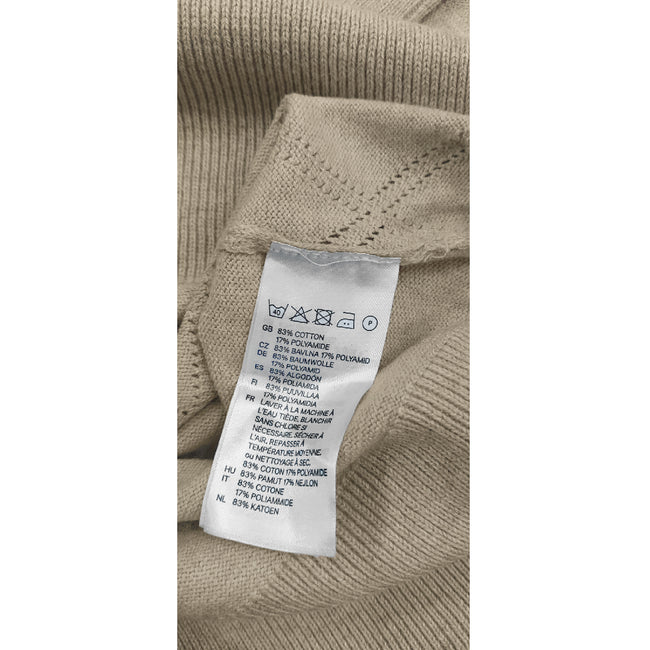 40 P
GB 83% COTTON
17% POLYAMIDE
CZ 83% BAVLNA 17% POLYAMID
DE 83% BAUMWOLLE
17% POLYAMID
ES 83% ALGODÓN
17% POLIAMIDA
FI 83% PUUVILLAA
17% POLYAMIDIA
FR LAVER À LA MACHINE À
L'EAU TIÈDE, BLANCHIR
SANS CHLORE SI
NÉCESSAIRE, SÉCHER À
L'AIR, REPASSER À
TEMPÉRATURE MOYENNE,
OU NETTOYAGE À SEC,
83% COTON 17% POLYAMIDE
HU 83% PAMUT 17% NEJLON
IT 83% COTONE
17% POLIAMMIDE
NL 83% KATOEN